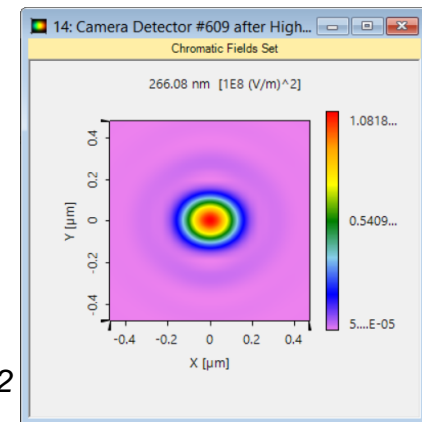 14: Camera Detector #609 after High...
Chromatic Fields Set
266.08 nm [1E8 (V/m)^2]
1.0818...
0.5409...
5....E-05
0.4
0.2
0
-0.2
-0.4
Y [µm]
-0.4 -0.2 0 0.2 0.4
X [µm]
2